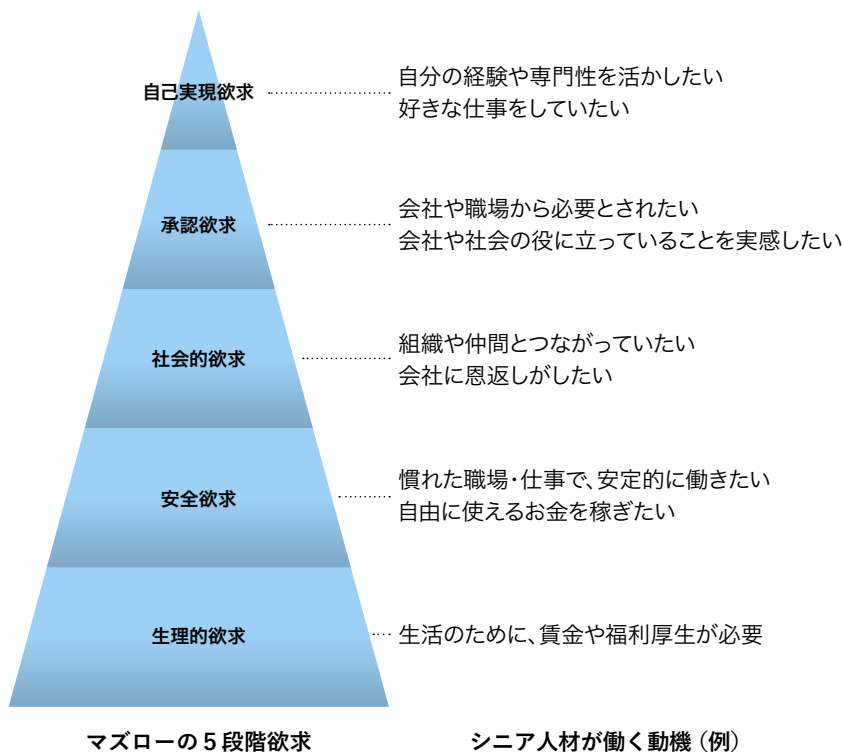 自己実現欲求
自分の経験や専門性を活かしたい
好きな仕事をしていたい
承認欲求
会社や職場から必要とされたい
会社や社会の役に立っていることを実感したい
社会的欲求
組織や仲間とつながっていたい
会社に恩返しがしたい
安全欲求
慣れた職場・仕事で、安定的に働きたい
自由に使えるお金を稼ぎたい
生理的欲求
生活のために、賃金や福利厚生が必要
マズローの5段階欲求
シニア人材が働く動機（例）